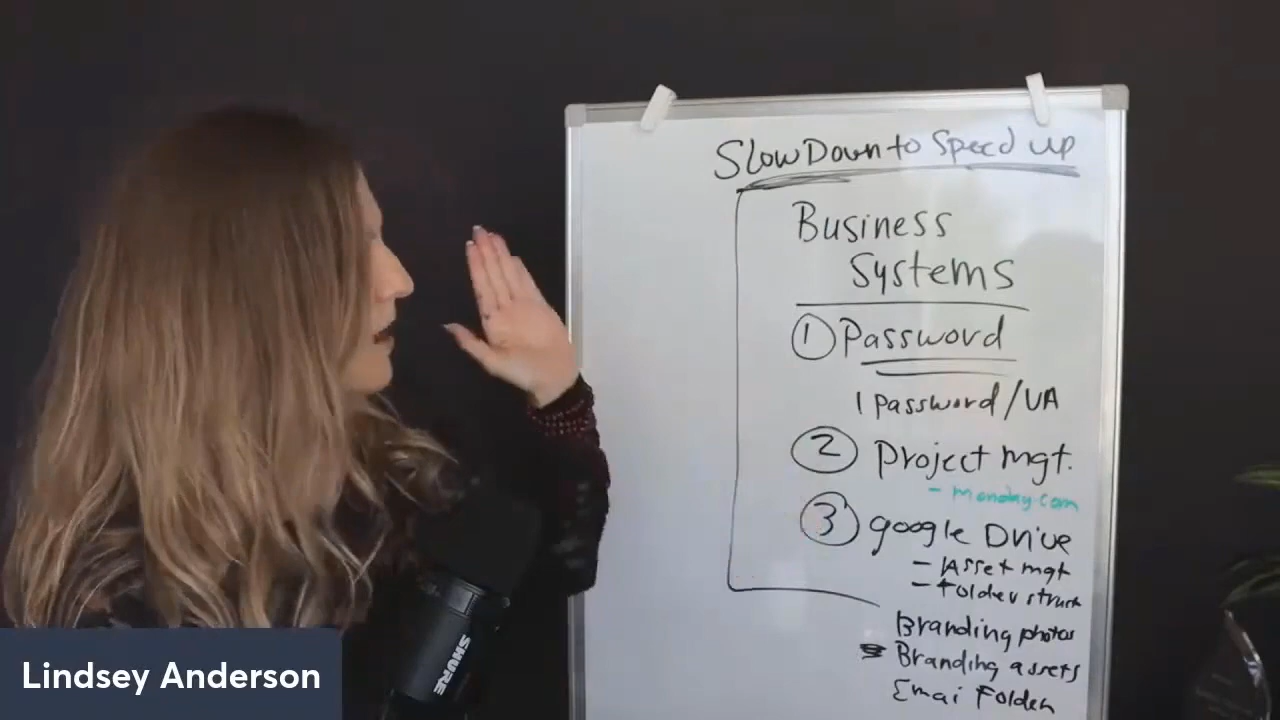 Slow Down to Speed up
Business
Systems
1 Password
1 Password/VA
2 Project mgt.
- monday.com
3 google Drive
- Asset mgt
- Folder struct
Branding photos
Branding assets
Emai Folder
SHURE
Lindsey Anderson